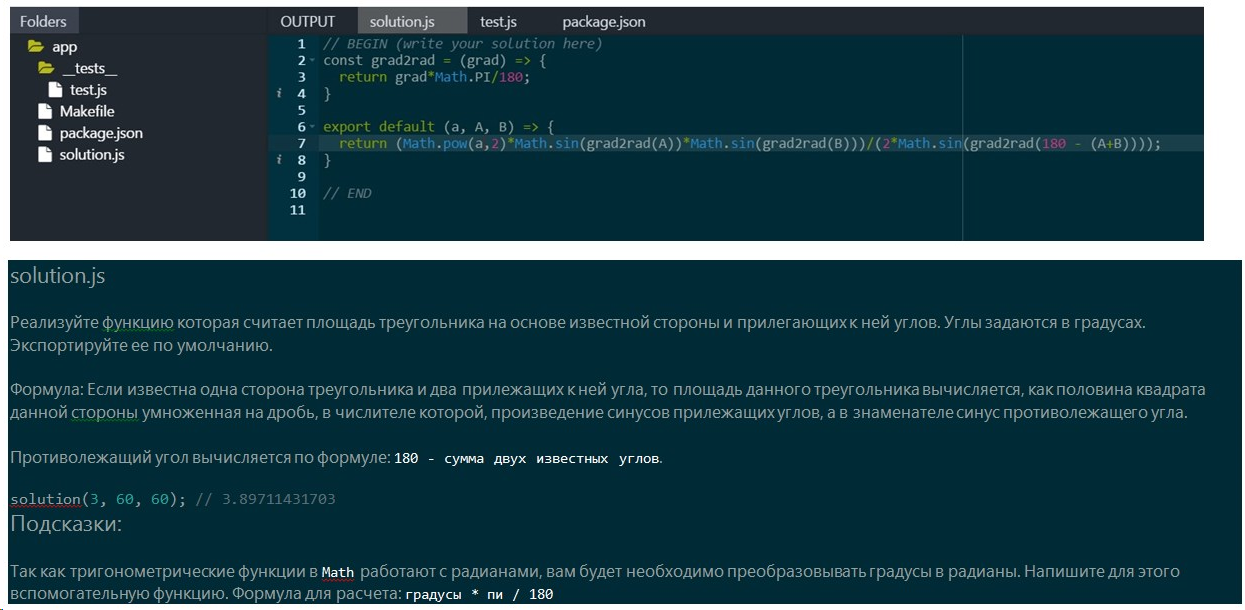 Folders
OUTPUT solution.js test.js package.json
app
__tests__
test.js
Makefile
package.json
solution.js
1 // BEGIN (write your solution here)
2 const grad2rad = (grad) => {
3 return grad*Math.PI/180;
i 4 }
5
6 export default (a, A, B) => {
7 return (Math.pow(a,2)*Math.sin(grad2rad(A))*Math.sin(grad2rad(B)))/(2*Math.sin(grad2rad(180 - (A+B))));
i 8 }
9
10 // END
11
solution.js
Реализуйте функцию которая считает площадь треугольника на основе известной стороны и прилегающих к ней углов. Углы задаются в градусах.
Экспортируйте ее по умолчанию.
Формула: Если известна одна сторона треугольника и два прилежащих к ней угла, то площадь данного треугольника вычисляется, как половина квадрата
данной стороны умноженная на дробь, в числителе которой, произведение синусов прилежащих углов, а в знаменателе синус противолежащего угла.
Противолежащий угол вычисляется по формуле: 180 - сумма двух известных углов.
solution(3, 60, 60); // 3.89711431703
Подсказки:
Так как тригонометрические функции в Math работают с радианами, вам будет необходимо преобразовывать градусы в радианы. Напишите для этого
вспомогательную функцию. Формула для расчета: градусы * пи / 180